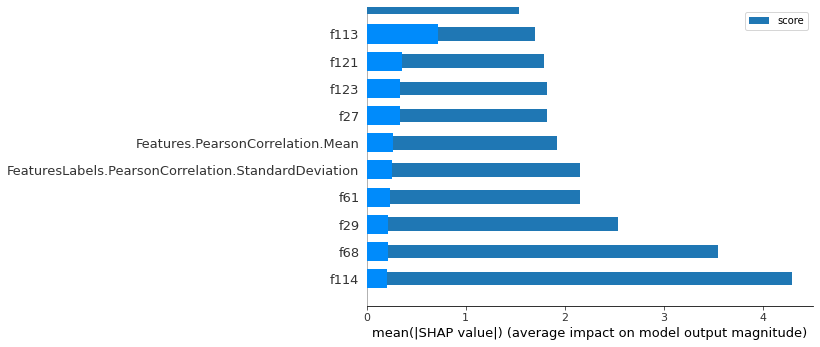 score
f113
f121
f123
f27
Features.PearsonCorrelation.Mean
FeaturesLabels.PearsonCorrelation.StandardDeviation
f61
f29
f68
f114
0 1 2 3 4
mean(|SHAP value|) (average impact on model output magnitude)